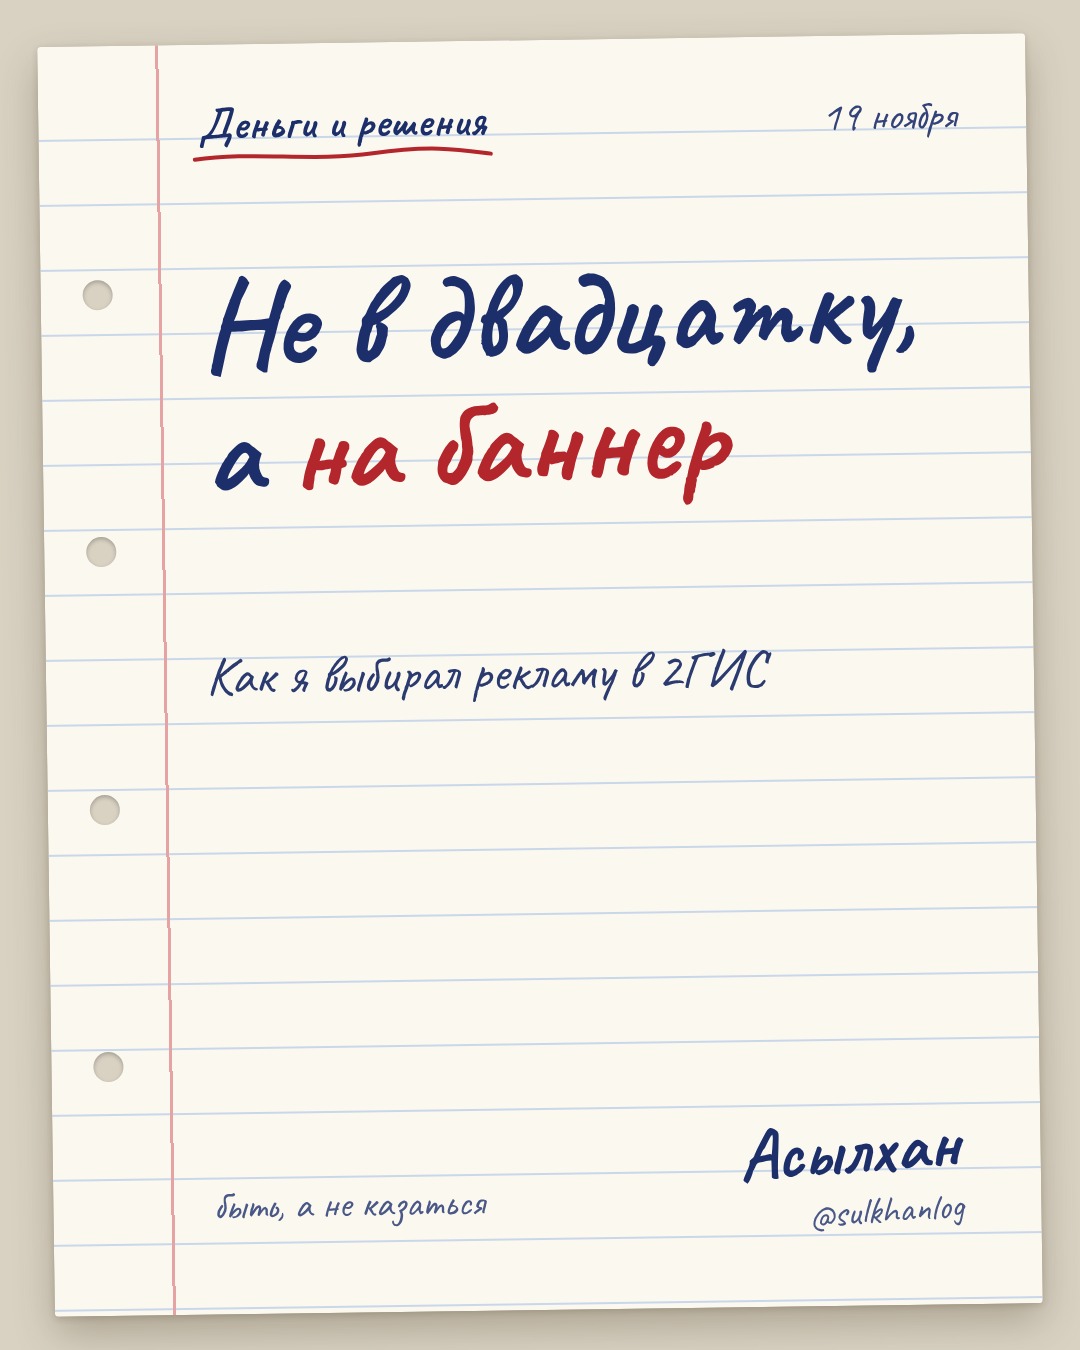 Деньги и решения
19 ноября
Не в двадцатку,
а на баннер
Как я выбирал рекламу в 2ГИС
Асылхан
быть, а не казаться
@sulkhanlog